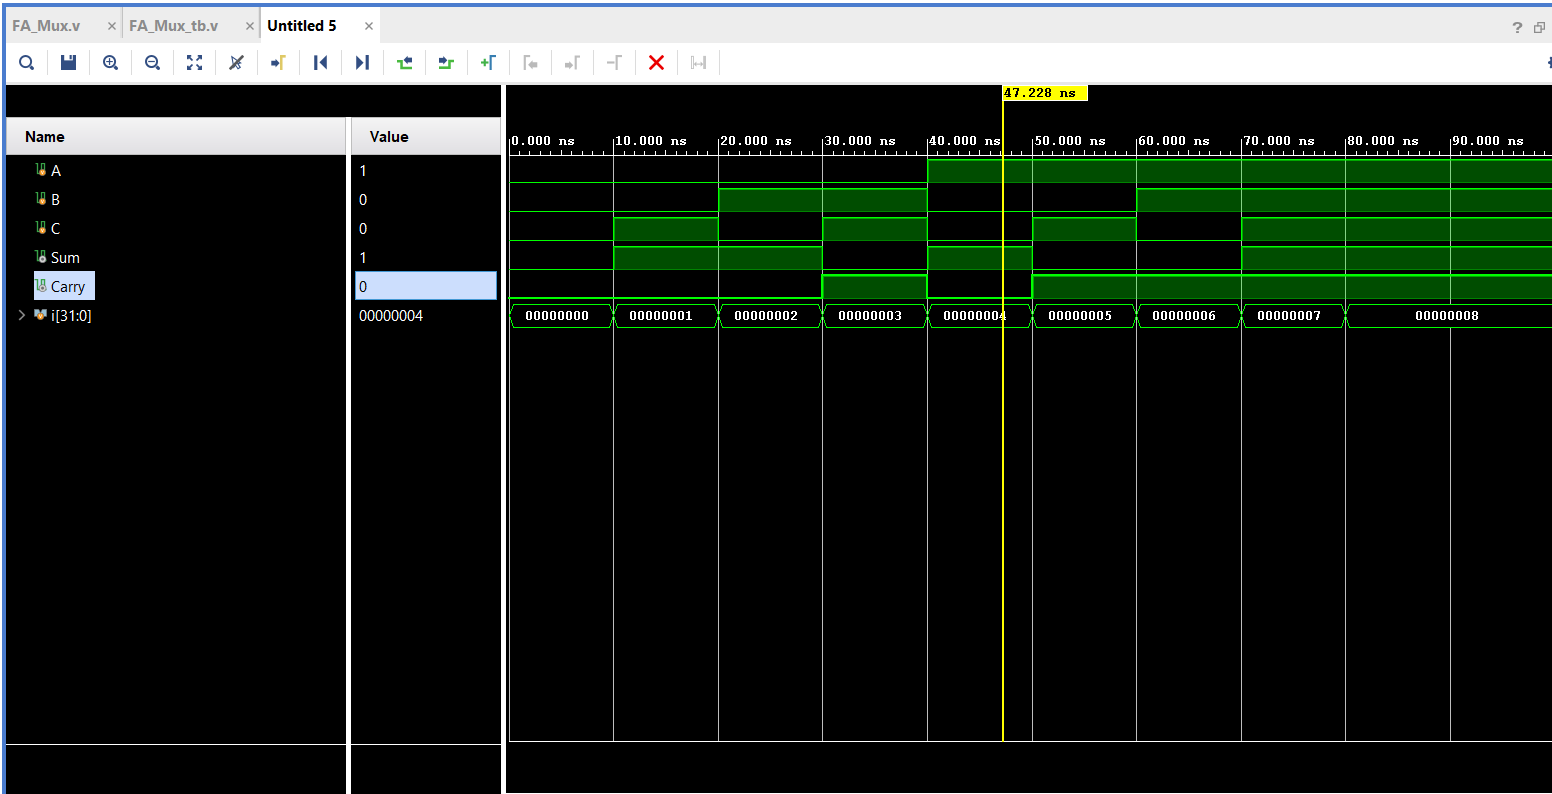 FA_Mux.v × FA_Mux_tb.v × Untitled 5 × ?
47.228 ns
Name Value
0.000 ns 10.000 ns 20.000 ns 30.000 ns 40.000 ns 50.000 ns 60.000 ns 70.000 ns 80.000 ns 90.000 ns
A 1
B 0
C 0
Sum 1
Carry 0
i[31:0] 00000004 00000000 00000001 00000002 00000003 00000004 00000005 00000006 00000007 00000008